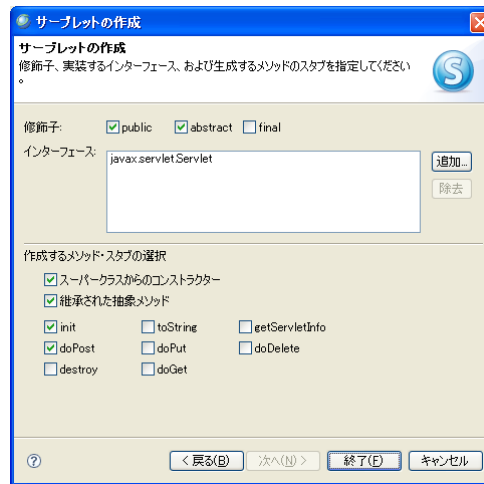 サーブレットの作成
サーブレットの作成
修飾子、実装するインターフェース、および生成するメソッドのスタブを指定してください
。
修飾子: public abstract final
インターフェース: javax.servlet.Servlet 追加...
除去
作成するメソッド・スタブの選択
スーパークラスからのコンストラクター
継承された抽象メソッド
init toString getServletInfo
doPost doPut doDelete
destroy doGet
? < 戻る(B) 次へ(N) > 終了(F) キャンセル